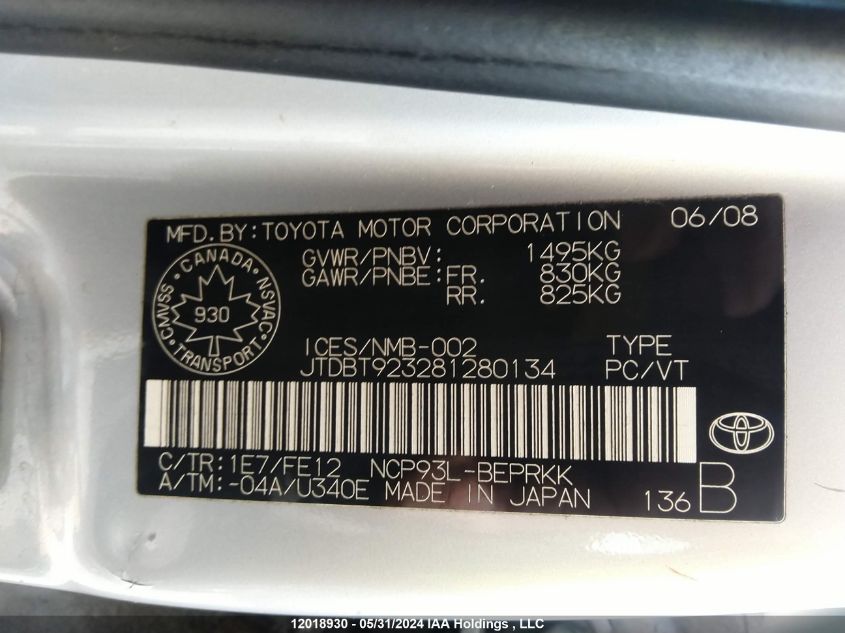 MFD. BY: TOYOTA MOTOR CORPORATION 06/08
GVWR/PNBV: 1495KG
GAWR/PNBE: FR. 830KG
RR. 825KG
CANADA
CMVSS 930 NSVAC
TRANSPORT
ICES/NMB-002 TYPE
JTDBT923281280134 PC/VT
C/TR: 1E7/FE12 NCP93L-BEPRKK
A/TM: -04A/U340E MADE IN JAPAN 136 B
12018930 - 05/31/2024 IAA Holdings , LLC